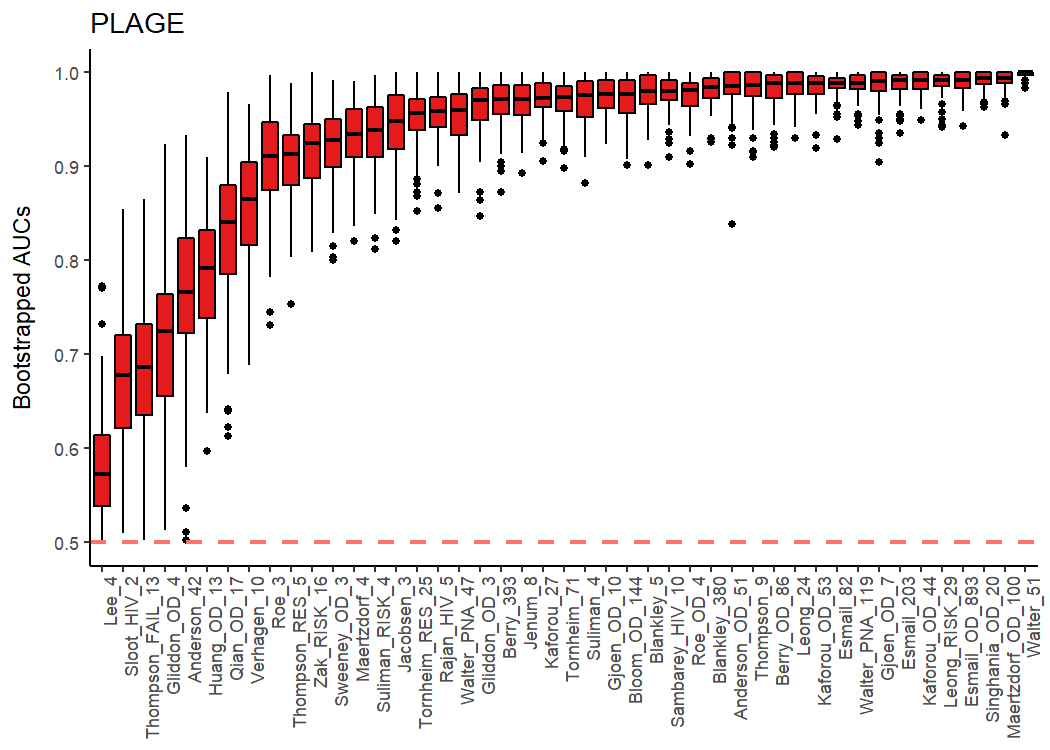 PLAGE
Bootstrapped AUCs
1.0
0.9
0.8
0.7
0.6
0.5
Lee_4
Sloot_HIV_2
Thompson_FAIL_13
Gliddon_OD_4
Anderson_42
Huang_OD_13
Qian_OD_17
Verhagen_10
Roe_3
Thompson_RES_5
Zak_RISK_16
Sweeney_OD_3
Maertzdorf_4
Suliman_RISK_4
Jacobsen_3
Tornheim_RES_25
Rajan_HIV_5
Walter_PNA_47
Gliddon_OD_3
Berry_393
Jenum_8
Kaforou_27
Tornheim_71
Suliman_4
Gjoen_OD_10
Bloom_OD_144
Blankley_5
Sambarey_HIV_10
Roe_OD_4
Blankley_380
Anderson_OD_51
Thompson_9
Berry_OD_86
Leong_24
Kaforou_OD_53
Esmail_82
Walter_PNA_119
Gjoen_OD_7
Esmail_203
Kaforou_OD_44
Leong_RISK_29
Esmail_OD_893
Singhania_OD_20
Maertzdorf_OD_100
Walter_51